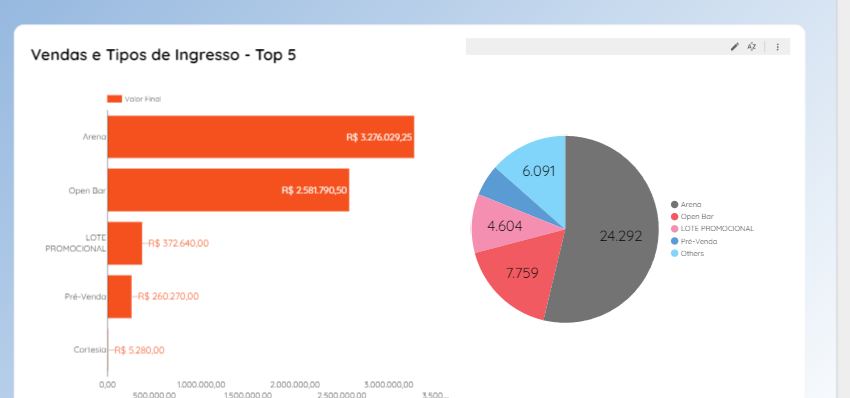 Vendas e Tipos de Ingresso - Top 5
Valor Final
Arena
R$ 3.276.029,25
Open Bar
R$ 2.581.790,50
LOTE
PROMOCIONAL
R$ 372.640,00
Pré-Venda
R$ 260.270,00
Cortesia
R$ 5.280,00
0,00
1.000.000,00
2.000.000,00
3.000.000,00
500.000,00
1.500.000,00
2.500.000,00
3.500...
6.091
4.604
7.759
24.292
Arena
Open Bar
LOTE PROMOCIONAL
Pré-Venda
Others